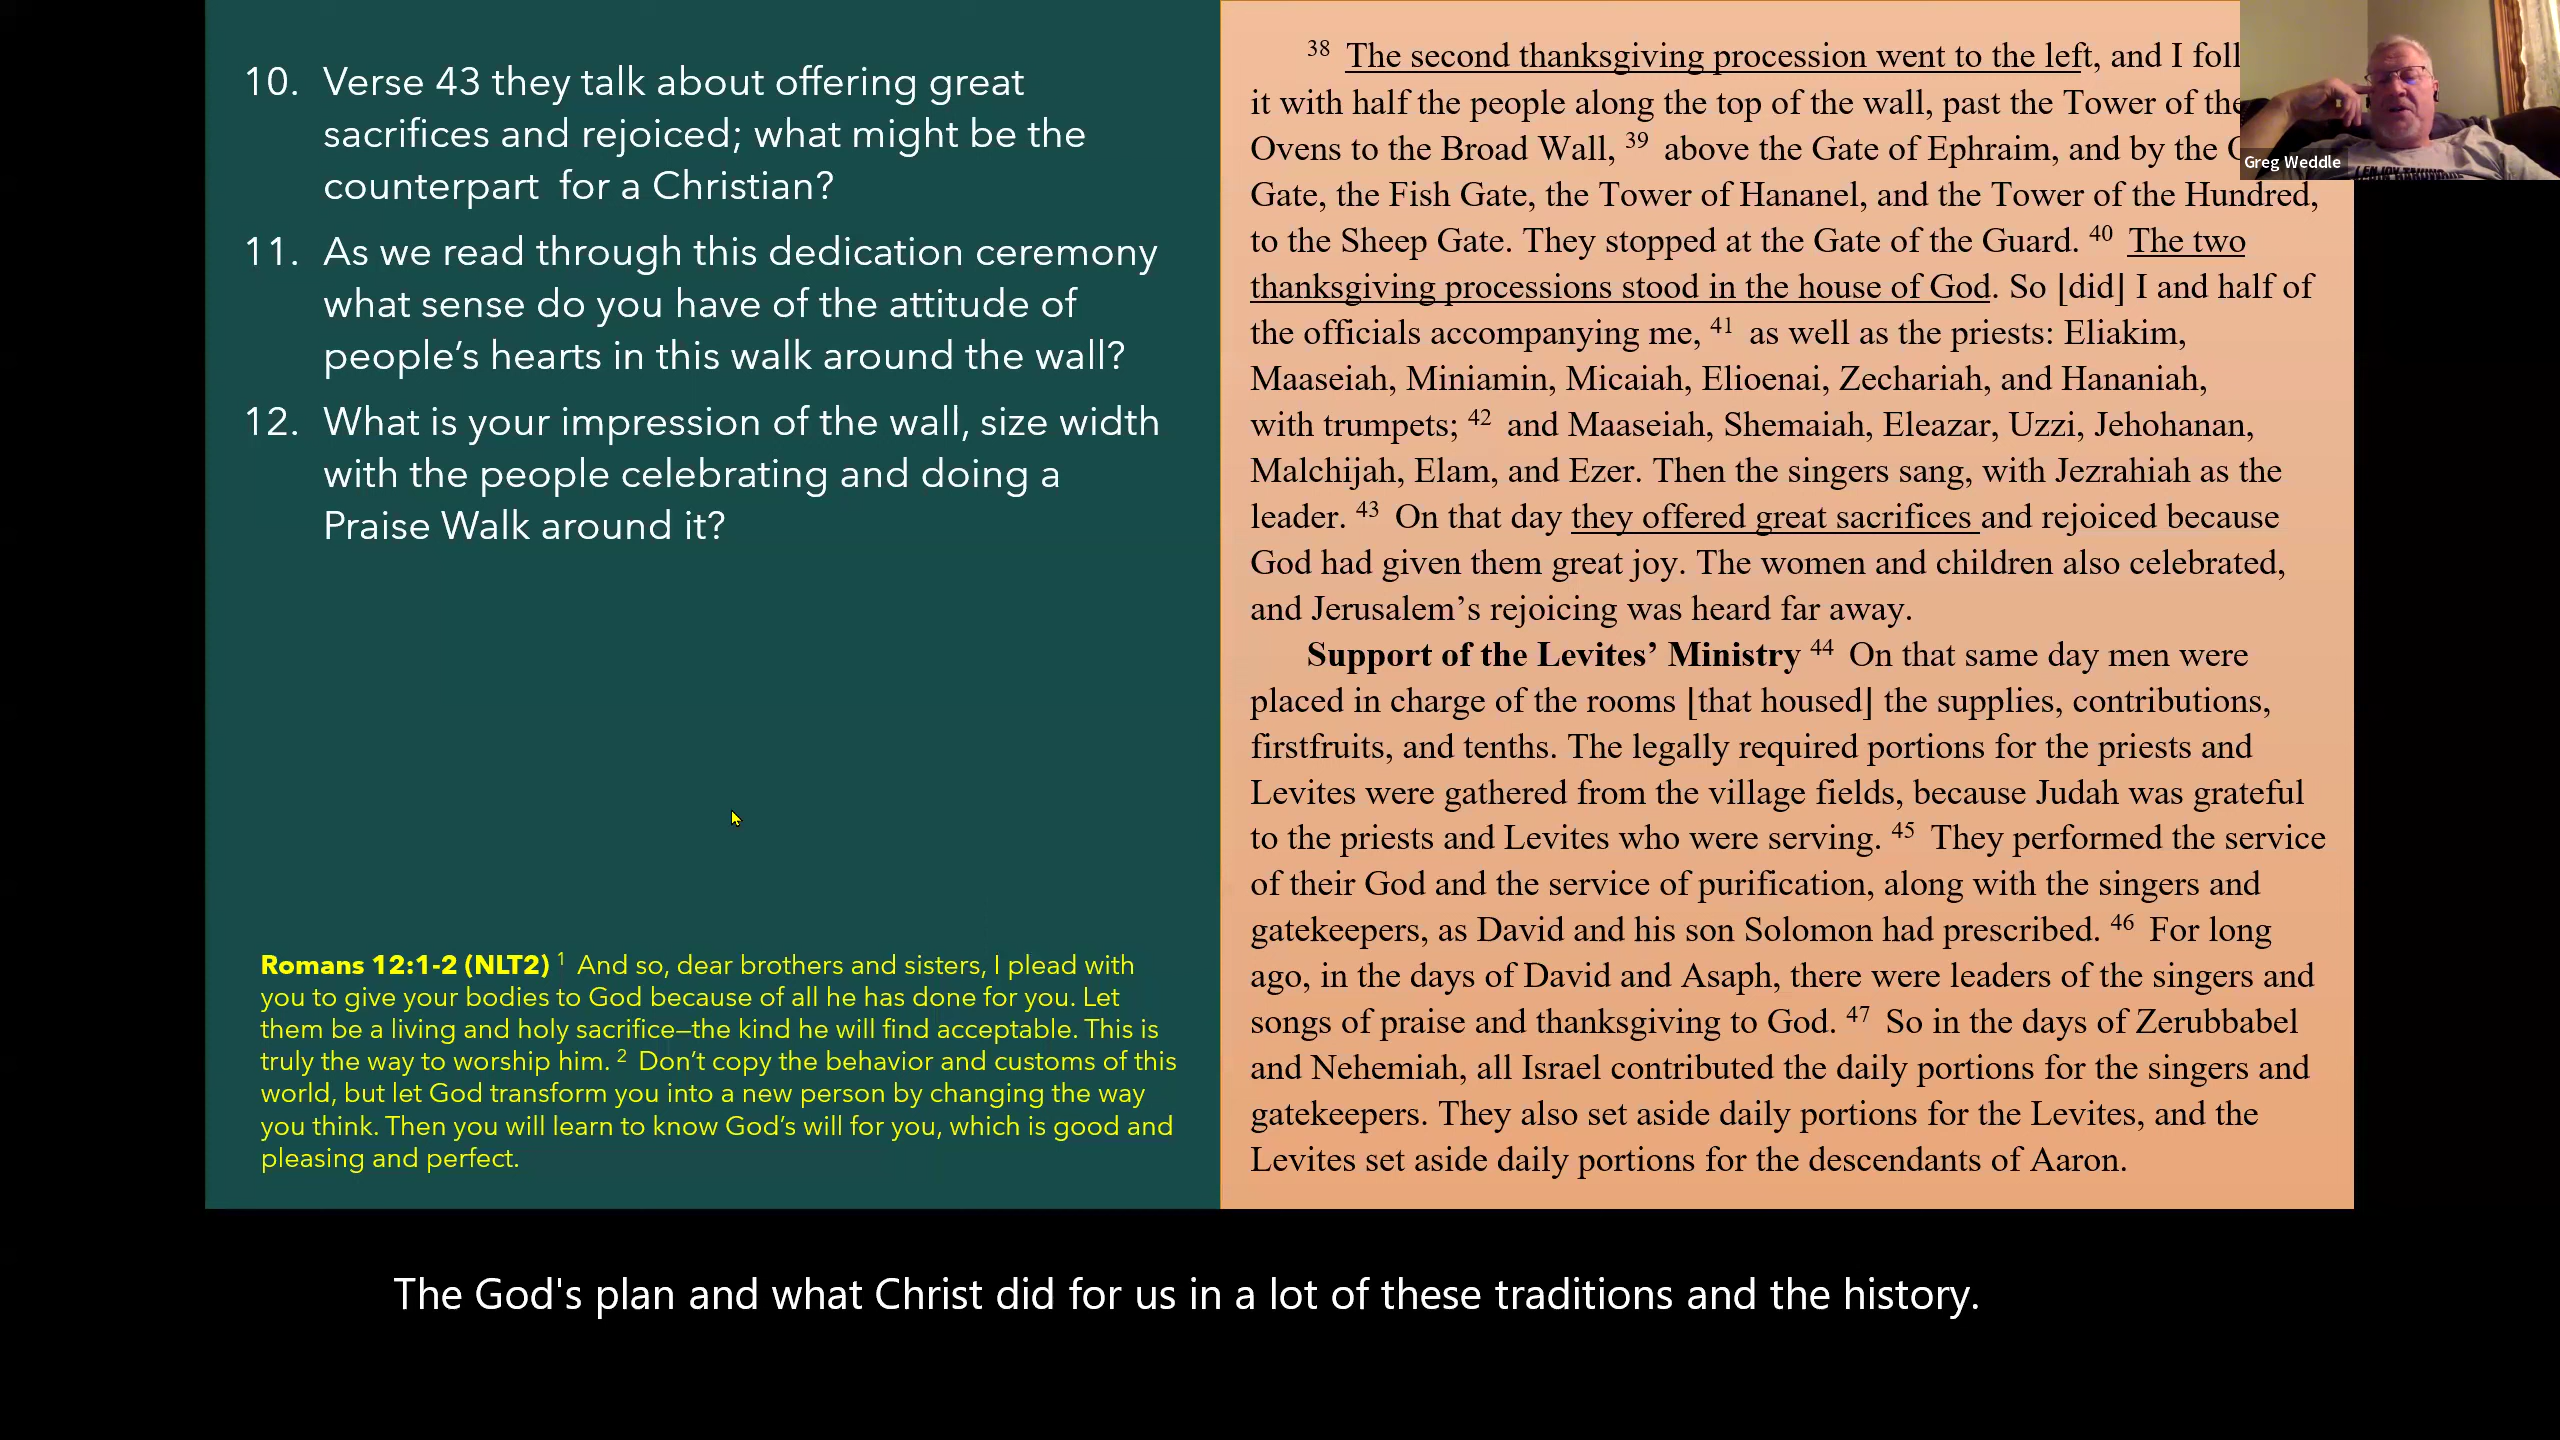 10. Verse 43 they talk about offering great
sacrifices and rejoiced; what might be the
counterpart for a Christian?
11. As we read through this dedication ceremony
what sense do you have of the attitude of
people’s hearts in this walk around the wall?
12. What is your impression of the wall, size width
with the people celebrating and doing a
Praise Walk around it?
Romans 12:1-2 (NLT2) 1 And so, dear brothers and sisters, I plead with
you to give your bodies to God because of all he has done for you. Let
them be a living and holy sacrifice—the kind he will find acceptable. This is
truly the way to worship him. 2 Don’t copy the behavior and customs of this
world, but let God transform you into a new person by changing the way
you think. Then you will learn to know God’s will for you, which is good and
pleasing and perfect.
38 The second thanksgiving procession went to the left, and I
it with half the people along the top of the wall, past the Tower of the
Ovens to the Broad Wall, 39 above the Gate of Ephraim, and by the
Gate, the Fish Gate, the Tower of Hananel, and the Tower of the Hundred,
to the Sheep Gate. They stopped at the Gate of the Guard. 40 The two
thanksgiving processions stood in the house of God. So [did] I and half of
the officials accompanying me, 41 as well as the priests: Eliakim,
Maaseiah, Miniamin, Micaiah, Elioenai, Zechariah, and Hananiah,
with trumpets; 42 and Maaseiah, Shemaiah, Eleazar, Uzzi, Jehohanan,
Malchijah, Elam, and Ezer. Then the singers sang, with Jezrahiah as the
leader. 43 On that day they offered great sacrifices and rejoiced because
God had given them great joy. The women and children also celebrated,
and Jerusalem’s rejoicing was heard far away.
Support of the Levites’ Ministry 44 On that same day men were
placed in charge of the rooms [that housed] the supplies, contributions,
firstfruits, and tenths. The legally required portions for the priests and
Levites were gathered from the village fields, because Judah was grateful
to the priests and Levites who were serving. 45 They performed the service
of their God and the service of purification, along with the singers and
gatekeepers, as David and his son Solomon had prescribed. 46 For long
ago, in the days of David and Asaph, there were leaders of the singers and
songs of praise and thanksgiving to God. 47 So in the days of Zerubbabel
and Nehemiah, all Israel contributed the daily portions for the singers and
gatekeepers. They also set aside daily portions for the Levites, and the
Levites set aside daily portions for the descendants of Aaron.
Greg Weddle
The God's plan and what Christ did for us in a lot of these traditions and the history.